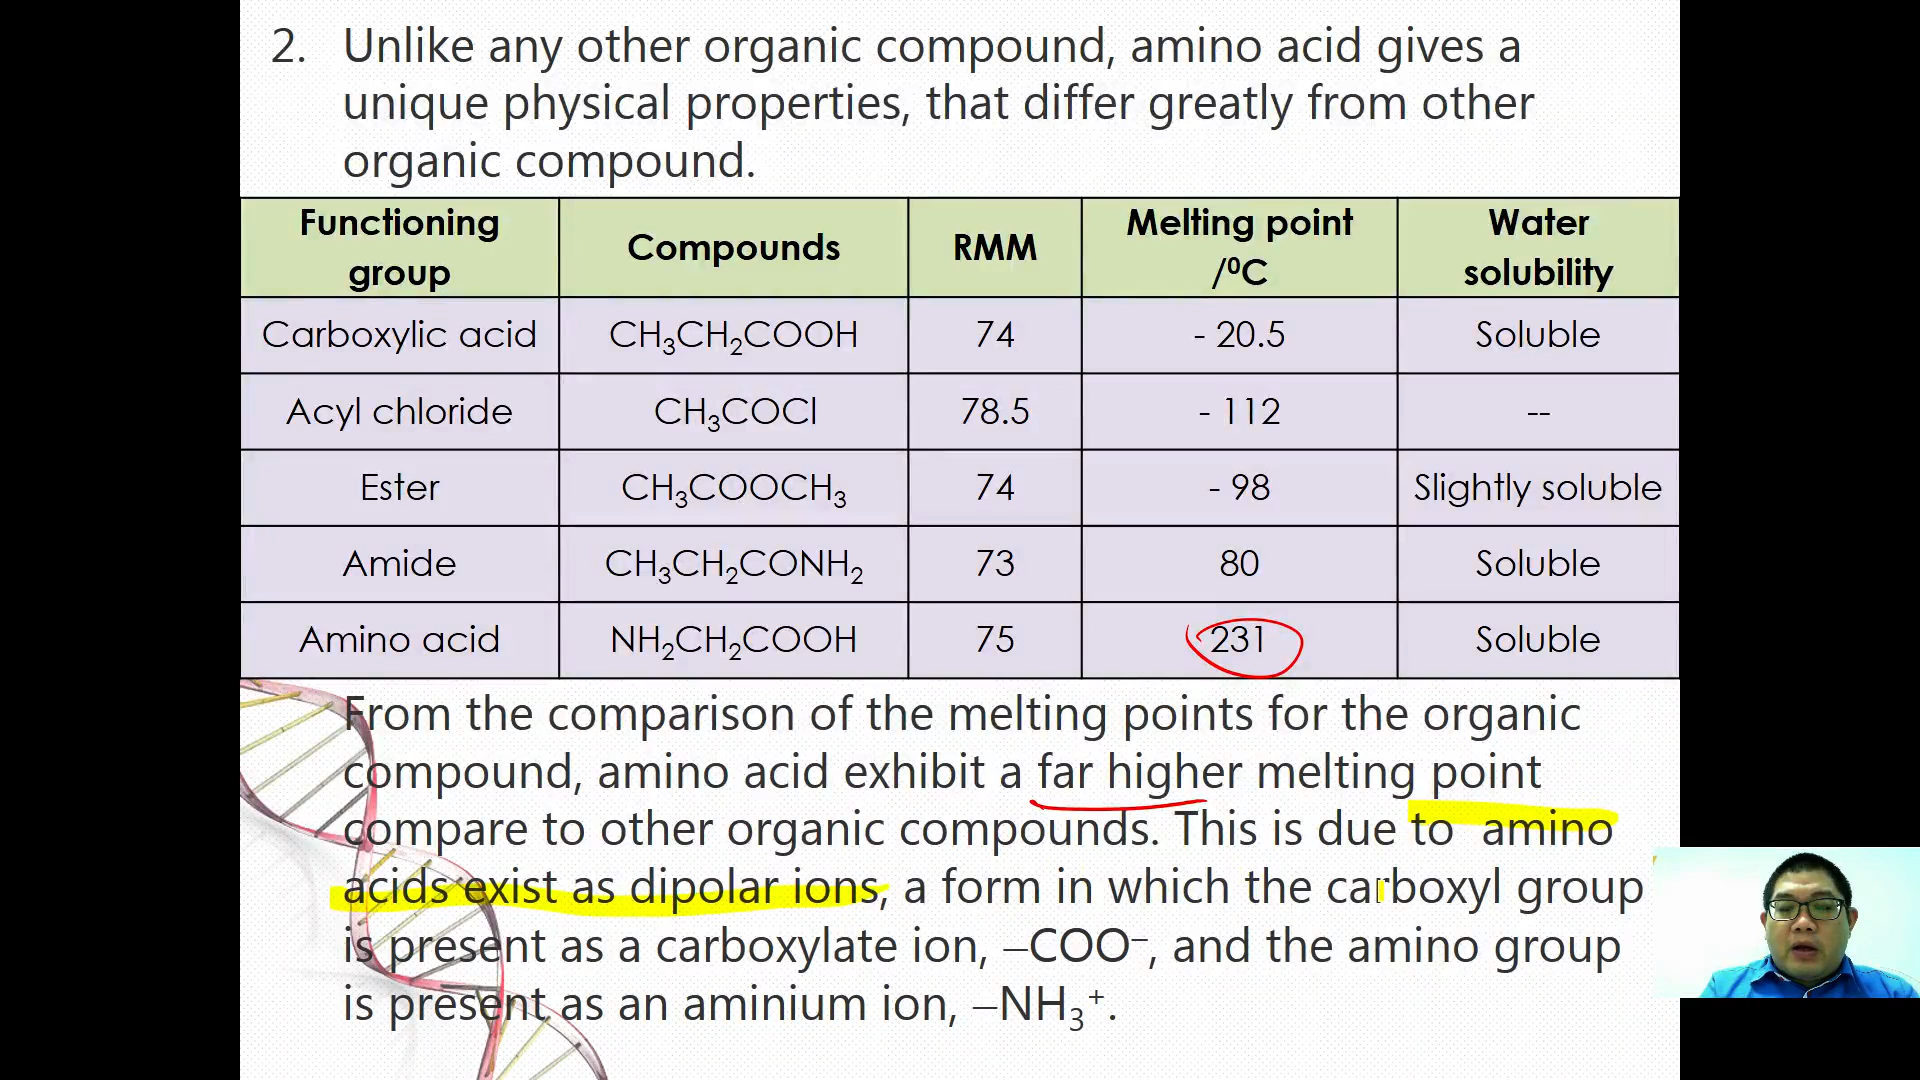 2. Unlike any other organic compound, amino acid gives a
unique physical properties, that differ greatly from other
organic compound.
Functioning group Compounds RMM Melting point /⁰C Water solubility
Carboxylic acid CH₃CH₂COOH 74 - 20.5 Soluble
Acyl chloride CH₃COCl 78.5 - 112 --
Ester CH₃COOCH₃ 74 - 98 Slightly soluble
Amide CH₃CH₂CONH₂ 73 80 Soluble
Amino acid NH₂CH₂COOH 75 231 Soluble
From the comparison of the melting points for the organic
compound, amino acid exhibit a far higher melting point
compare to other organic compounds. This is due to amino
acids exist as dipolar ions, a form in which the carboxyl group
is present as a carboxylate ion, –COO⁻, and the amino group
is present as an aminium ion, –NH₃⁺.